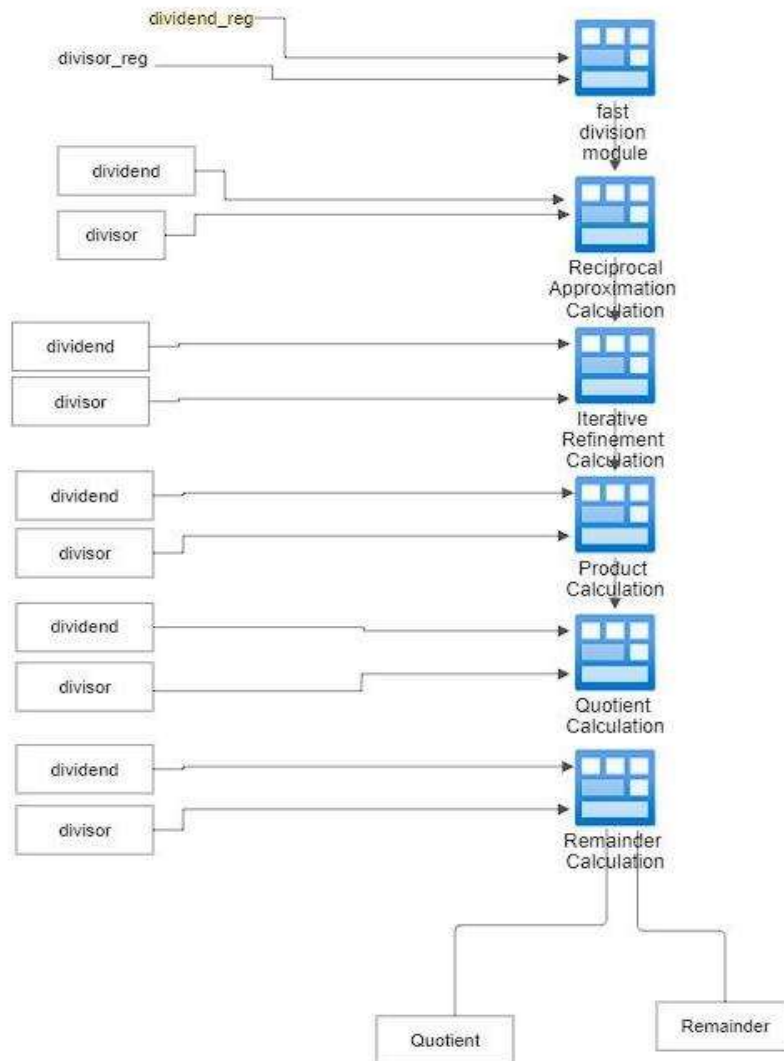 dividend_reg
divisor_reg
fast
division
module
dividend
divisor
Reciprocal
Approximation
Calculation
dividend
divisor
Iterative
Refinement
Calculation
dividend
divisor
Product
Calculation
dividend
divisor
Quotient
Calculation
dividend
divisor
Remainder
Calculation
Quotient
Remainder